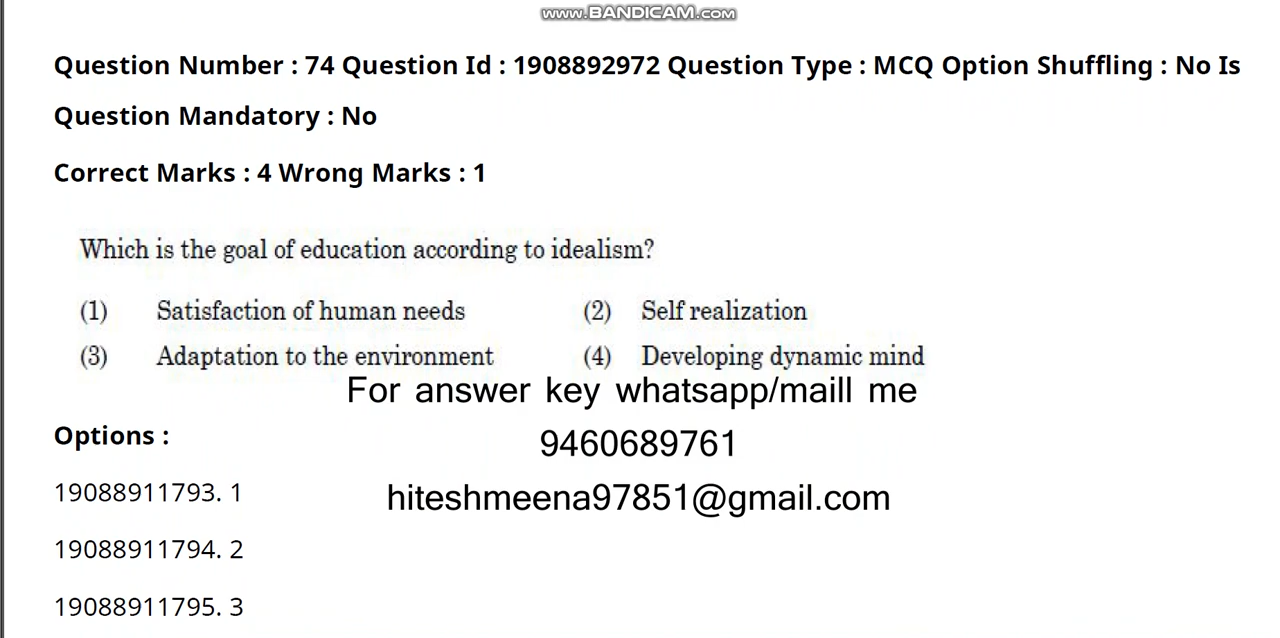 www.BANDICAM.com
Question Number : 74 Question Id : 1908892972 Question Type : MCQ Option Shuffling : No Is
Question Mandatory : No
Correct Marks : 4 Wrong Marks : 1
Which is the goal of education according to idealism?
(1) Satisfaction of human needs (2) Self realization
(3) Adaptation to the environment (4) Developing dynamic mind
For answer key whatsapp/maill me
Options :
9460689761
19088911793. 1
hiteshmeena97851@gmail.com
19088911794. 2
19088911795. 3